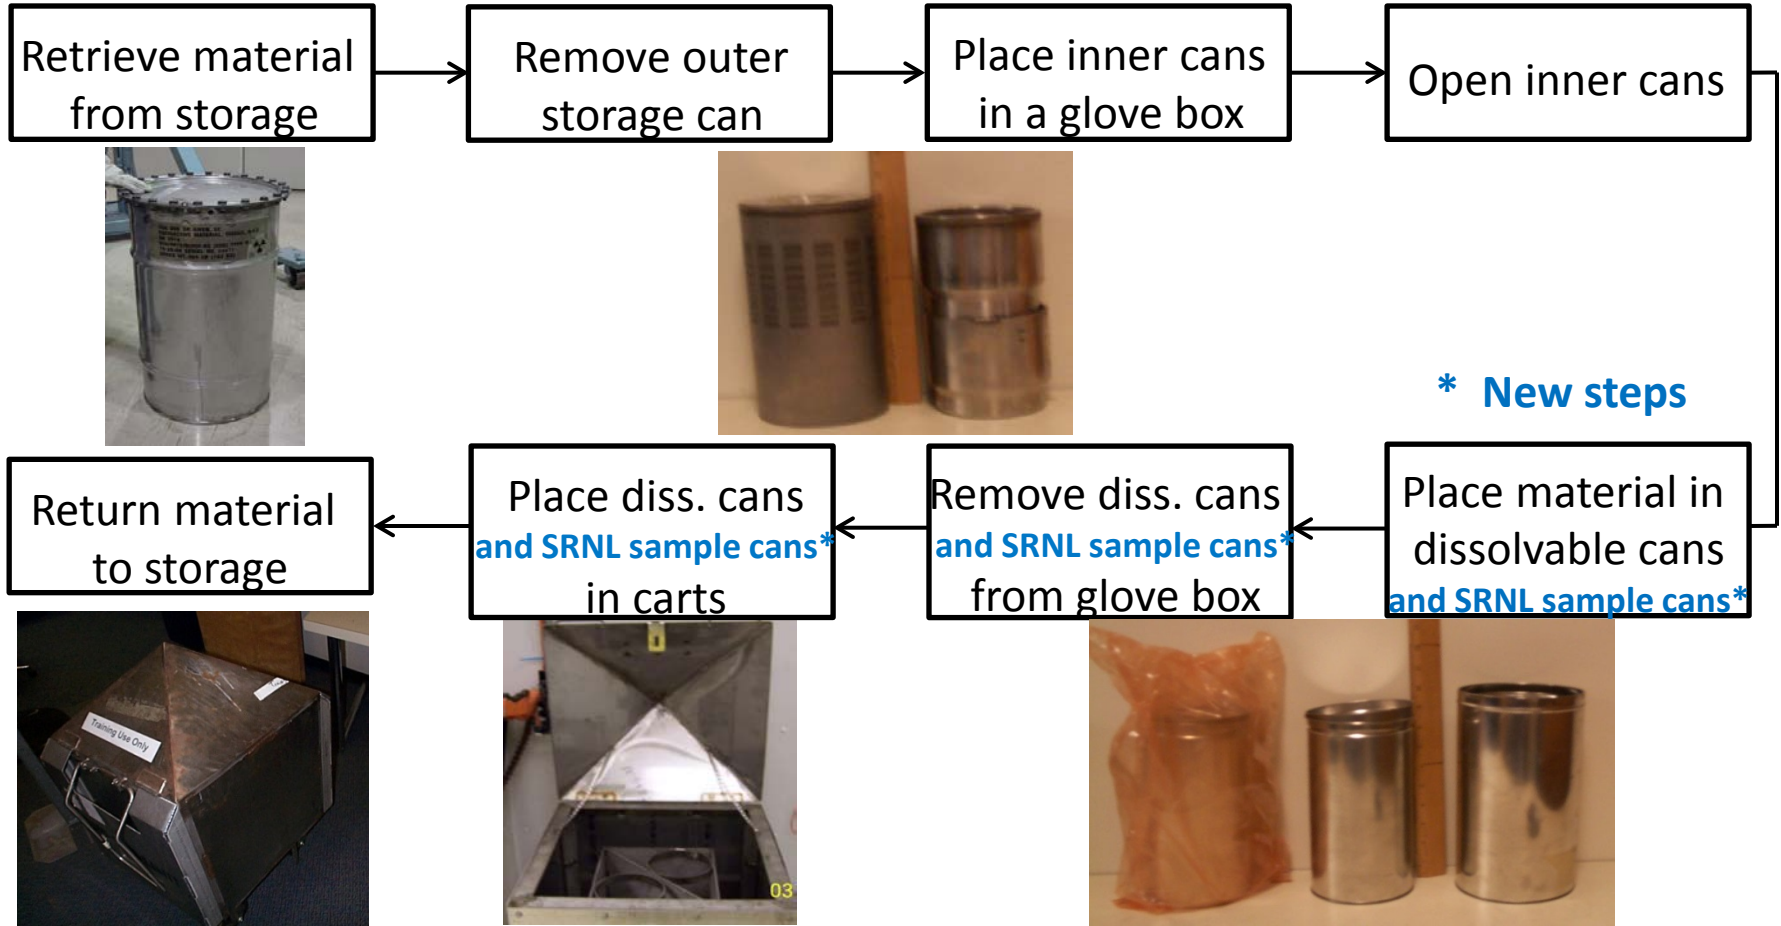 Retrieve material
from storage
Remove outer
storage can
Place inner cans
in a glove box
Open inner cans
* New steps
Place material in
dissolvable cans
and SRNL sample cans*
Remove diss. cans
and SRNL sample cans*
from glove box
Place diss. cans
and SRNL sample cans*
in carts
Return material
to storage
Training Use Only
03